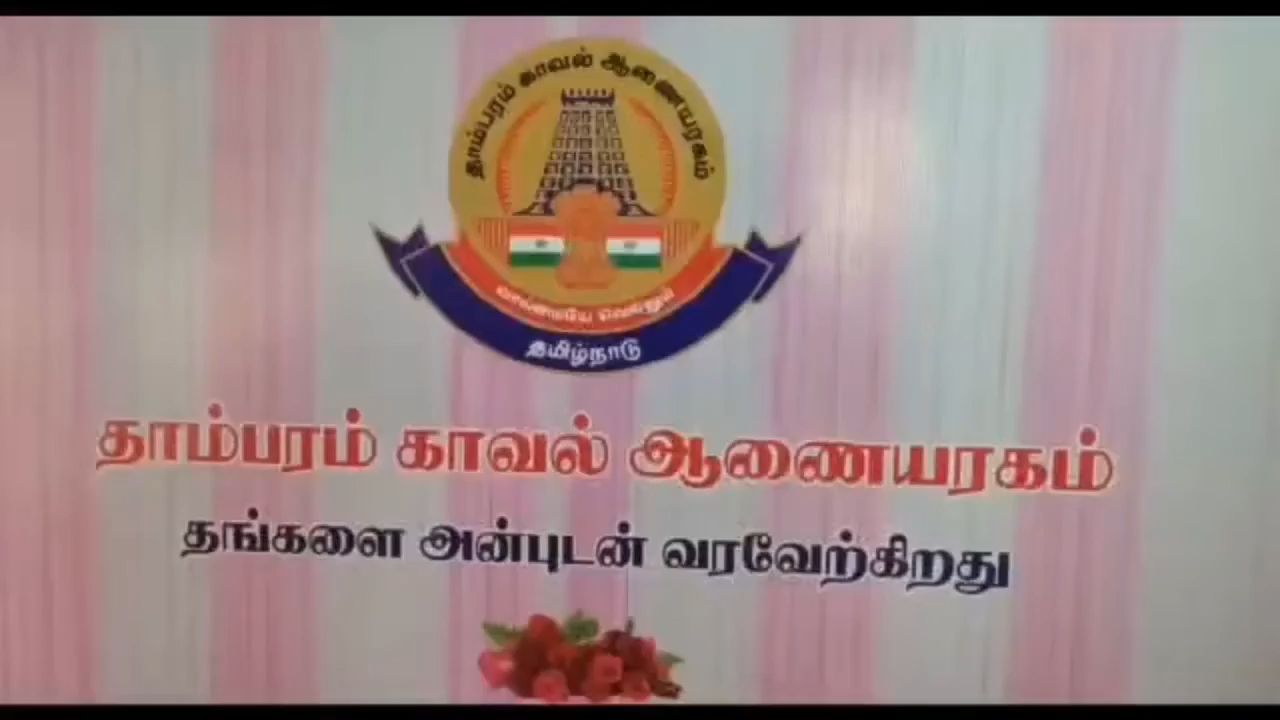 தாம்பரம் காவல் ஆணையரகம்
வாய்மையே வெல்லும்
தமிழ்நாடு
தாம்பரம் காவல் ஆணையரகம்
தங்களை அன்புடன் வரவேற்கிறது